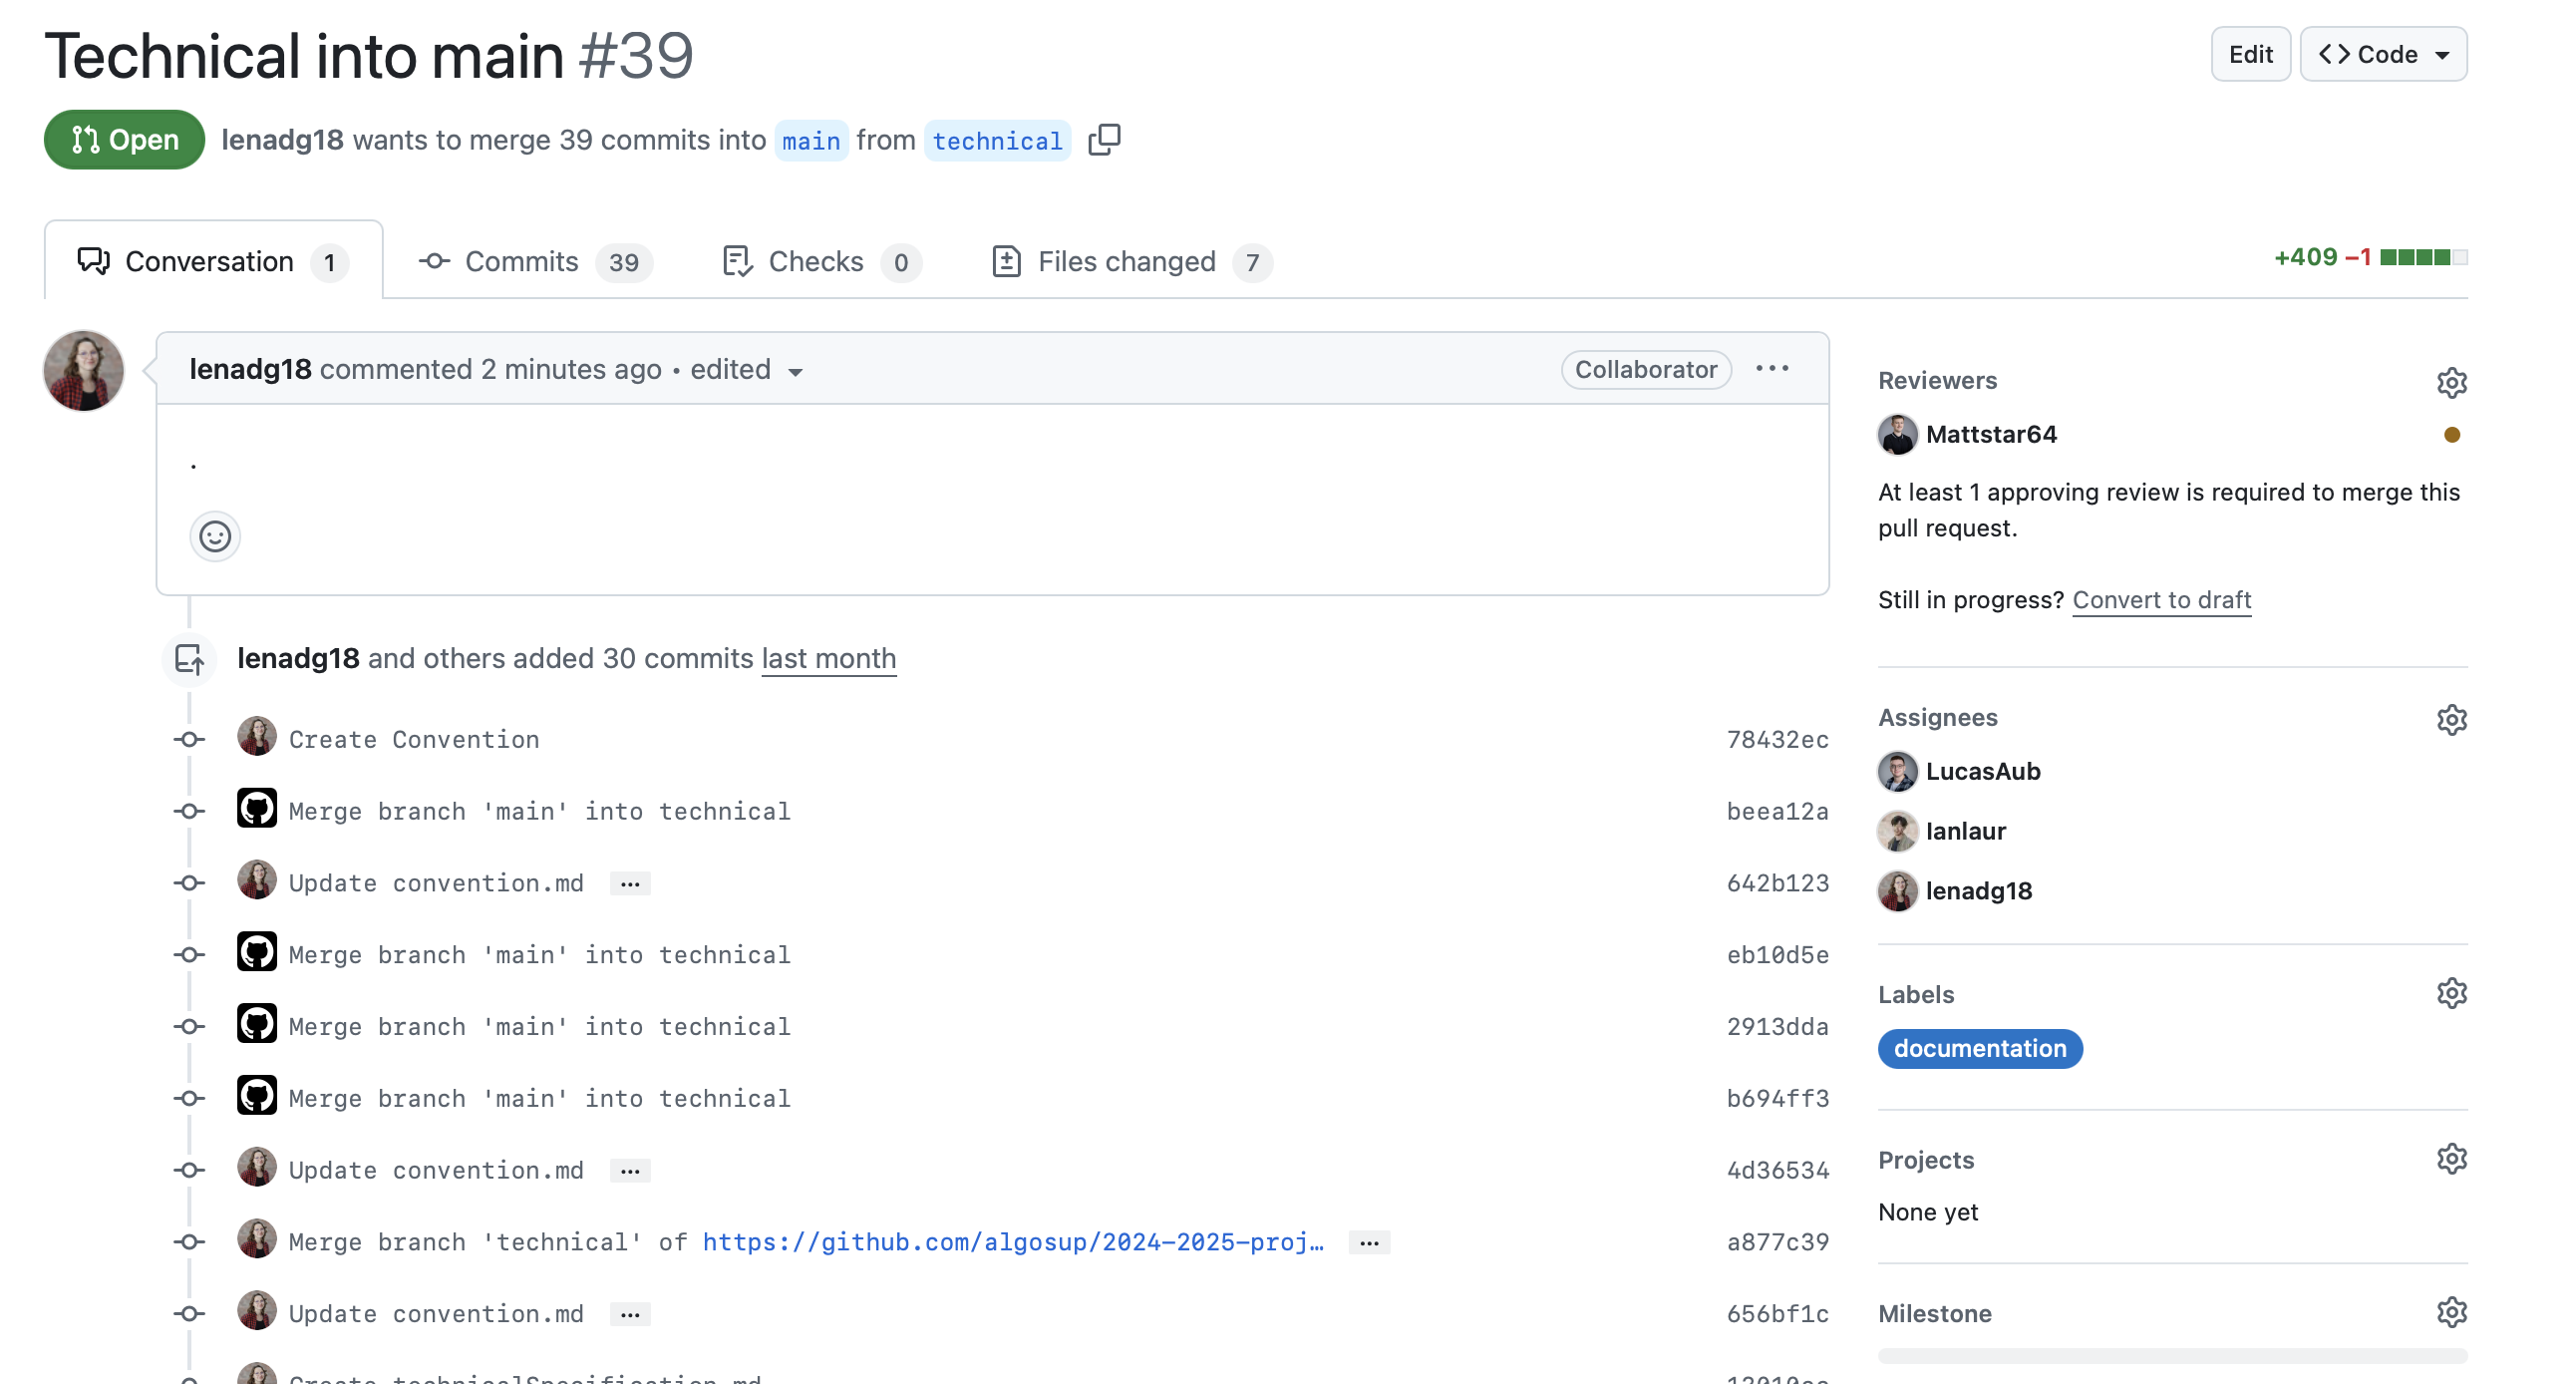 Technical into main #39
Edit
Code
Open
lenadg18 wants to merge 39 commits into main from technical
Conversation 1
Commits 39
Checks 0
Files changed 7
+409 −1
lenadg18 commented 2 minutes ago • edited
Collaborator
.
lenadg18 and others added 30 commits last month
Create Convention 78432ec
Merge branch 'main' into technical beea12a
Update convention.md … 642b123
Merge branch 'main' into technical eb10d5e
Merge branch 'main' into technical 2913dda
Merge branch 'main' into technical b694ff3
Update convention.md … 4d36534
Merge branch 'technical' of https://github.com/algosup/2024-2025-proj… … a877c39
Update convention.md … 656bf1c
Create technicalSpecification.md
Reviewers
Mattstar64
At least 1 approving review is required to merge this
pull request.
Still in progress? Convert to draft
Assignees
LucasAub
lanlaur
lenadg18
Labels
documentation
Projects
None yet
Milestone